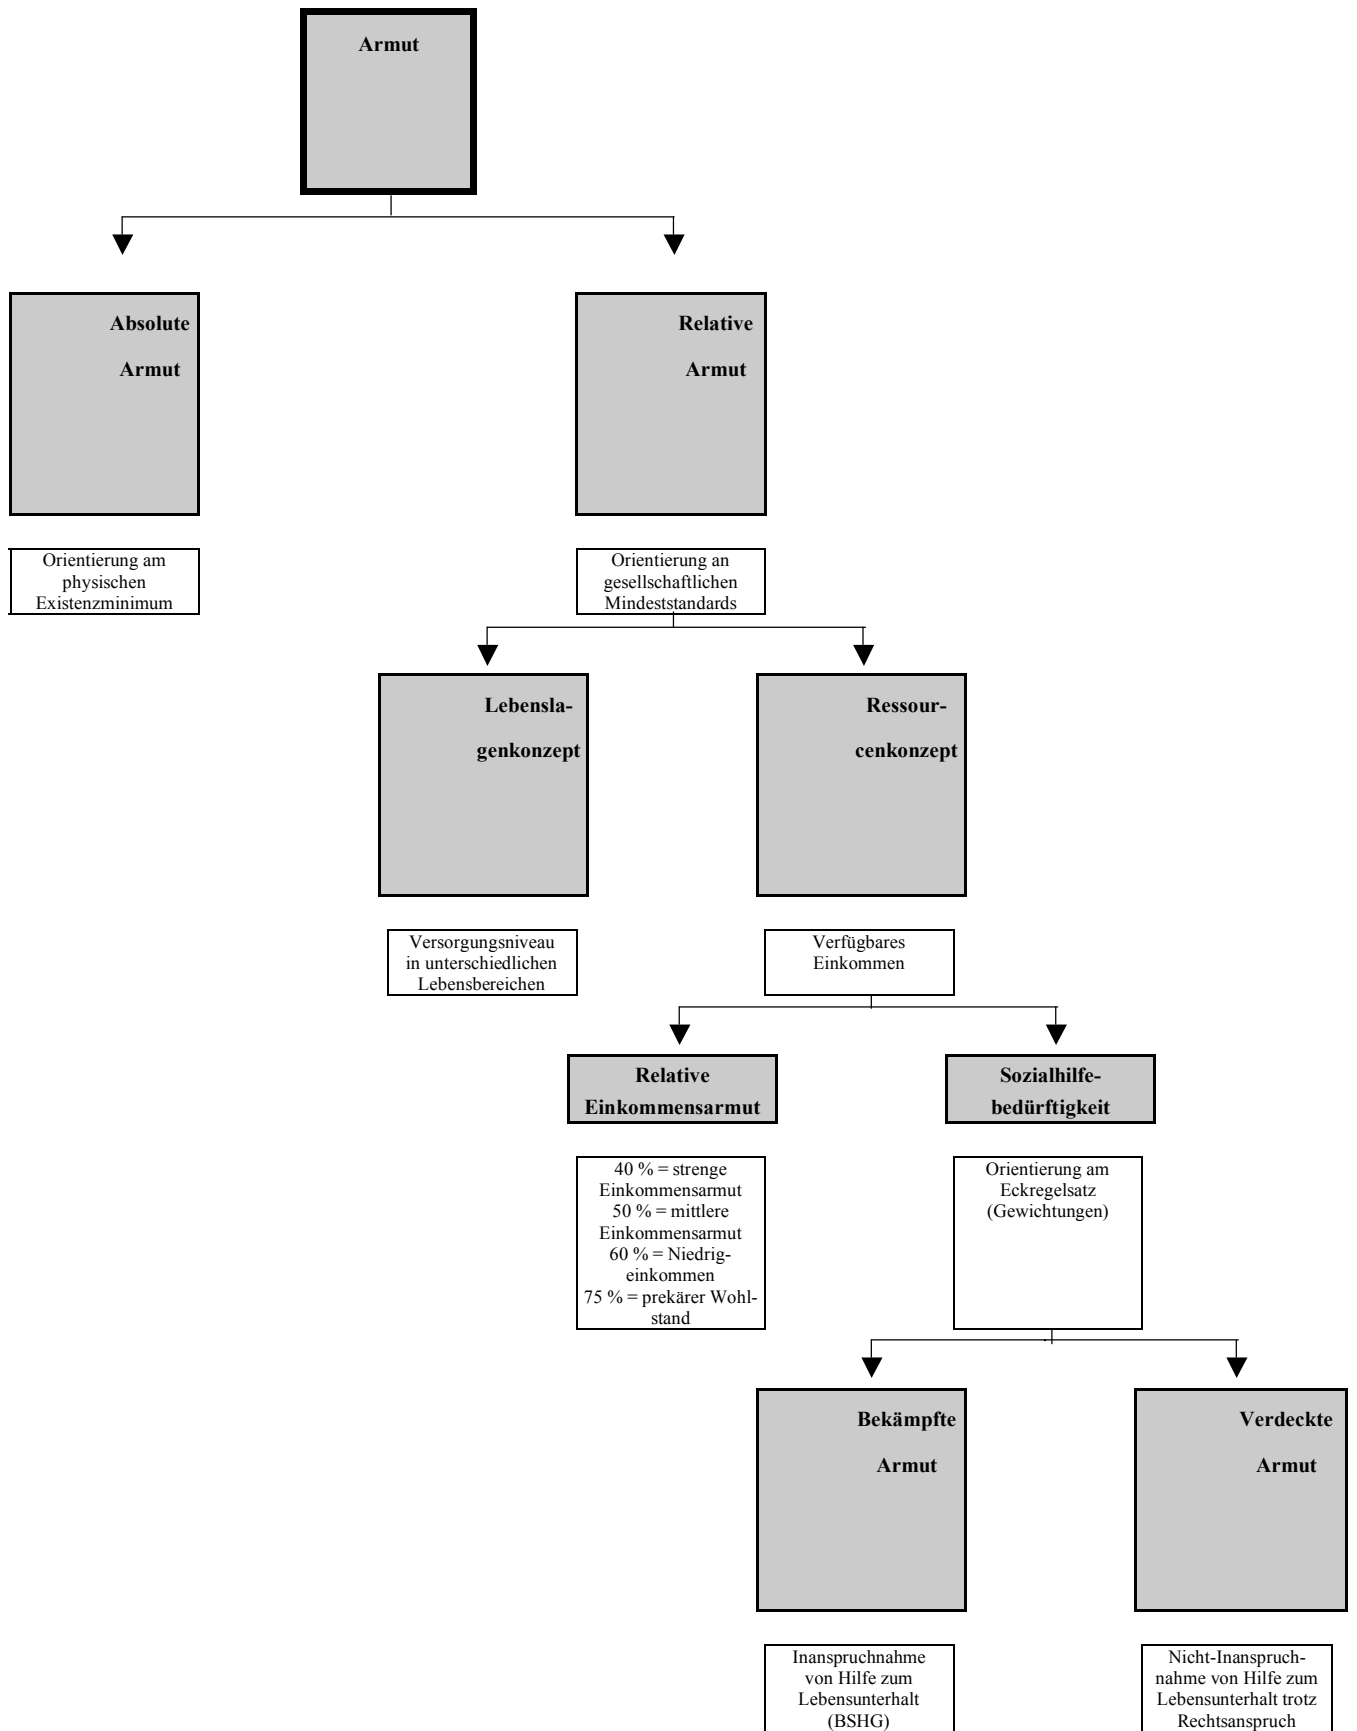 Armut
Absolute
Armut
Relative
Armut
Orientierung am
physischen
Existenzminimum
Orientierung an
gesellschaftlichen
Mindeststandards
Lebensla-
genkonzept
Ressour-
cenkonzept
Versorgungsniveau
in unterschiedlichen
Lebensbereichen
Verfügbares
Einkommen
Relative
Einkommensarmut
Sozialhilfe-
bedürftigkeit
40 % = strenge
Einkommensarmut
50 % = mittlere
Einkommensarmut
60 % = Niedrig-
einkommen
75 % = prekärer Wohl-
stand
Orientierung am
Eckregelsatz
(Gewichtungen)
Bekämpfte
Armut
Verdeckte
Armut
Inanspruchnahme
von Hilfe zum
Lebensunterhalt
(BSHG)
Nicht-Inanspruch-
nahme von Hilfe zum
Lebensunterhalt trotz
Rechtsanspruch